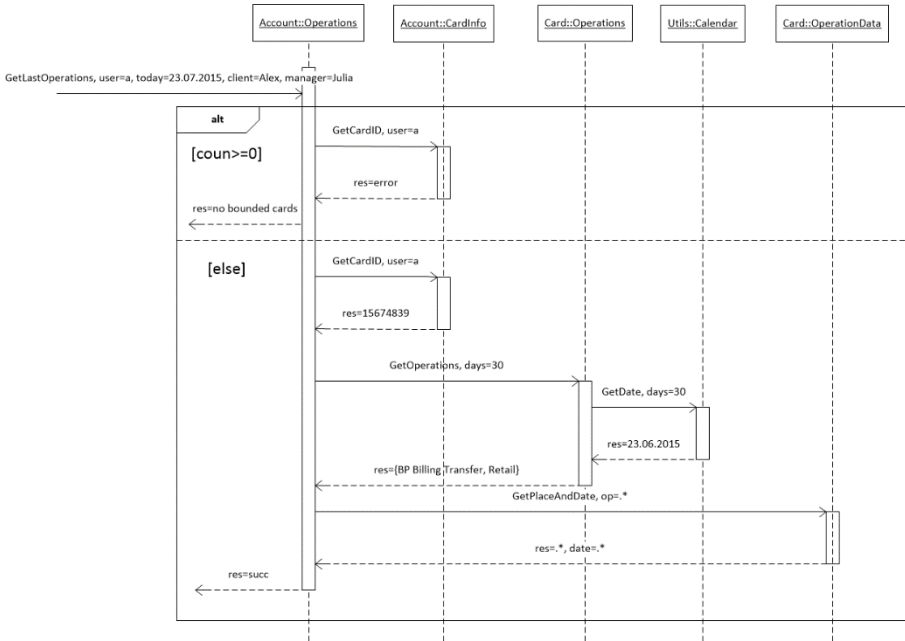 Account::Operations
Account::CardInfo
Card::Operations
Utils::Calendar
Card::OperationData
GetLastOperations, user=a, today=23.07.2015, client=Alex, manager=Julia
alt
GetCardID, user=a
[coun>=0]
res=error
res=no bounded cards
[else]
GetCardID, user=a
res=15674839
GetOperations, days=30
GetDate, days=30
res=23.06.2015
res={BP Billing Transfer, Retail}
GetPlaceAndDate, op=.*
res=.*, date=.*
res=succ